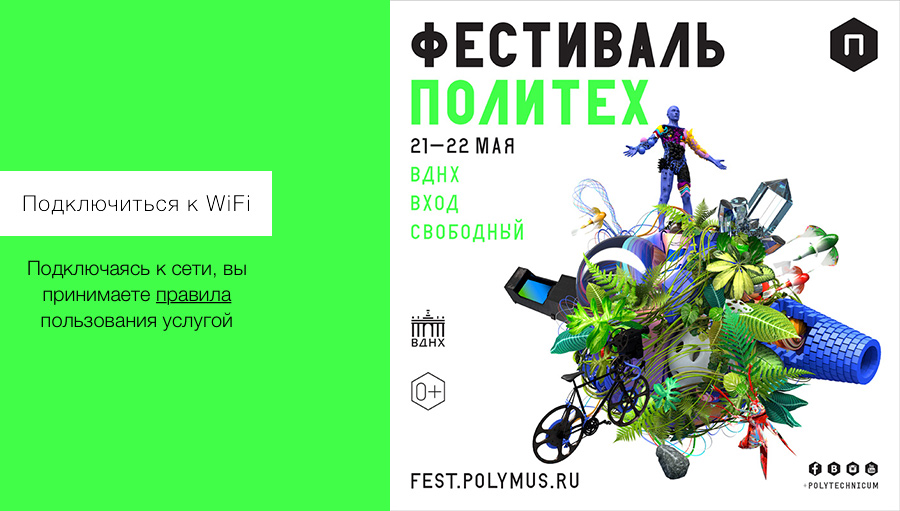 Подключиться к WiFi
Подключаясь к сети, вы
принимаете правила
пользования услугой
ФЕСТИВАЛЬ
П
ПОЛИТЕХ
21—22 МАЯ
ВДНХ
ВХОД
СВОБОДНЫЙ
ВДНХ
0+
FEST.POLYMUS.RU
POLYTECHNICUM